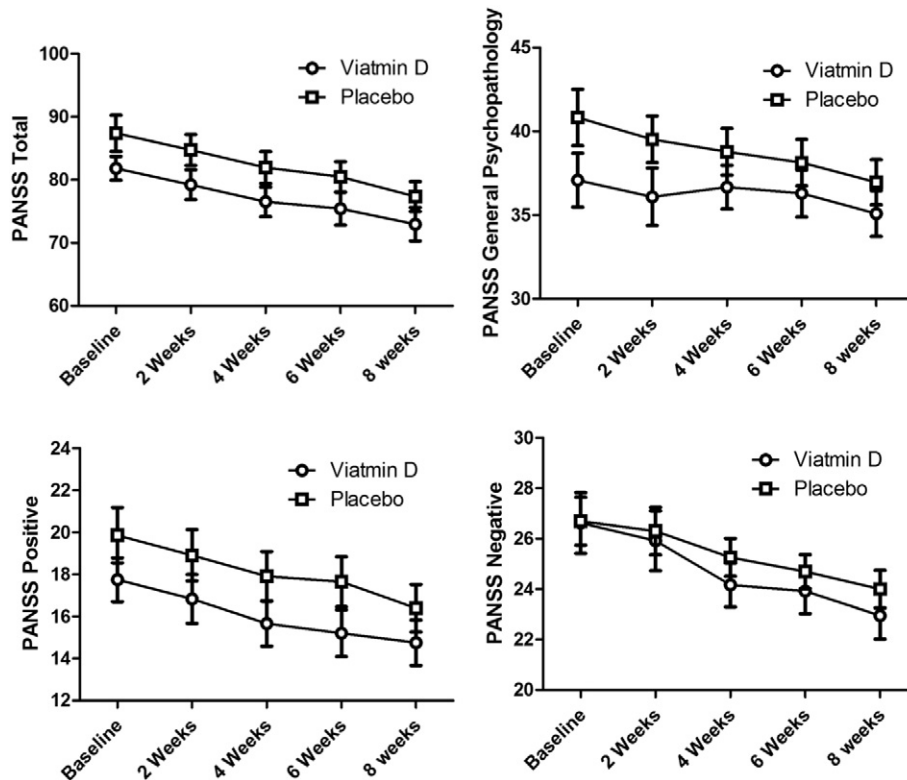 PANSS Total
100
90
80
70
60
Viatmin D
Placebo
Baseline
2 Weeks
4 Weeks
6 Weeks
8 weeks
PANSS General Psychopathology
45
40
35
30
Viatmin D
Placebo
Baseline
2 Weeks
4 Weeks
6 Weeks
8 weeks
PANSS Positive
24
22
20
18
16
14
12
Viatmin D
Placebo
Baseline
2 Weeks
4 Weeks
6 Weeks
8 weeks
PANSS Negative
30
28
26
24
22
20
Viatmin D
Placebo
Baseline
2 Weeks
4 Weeks
6 Weeks
8 weeks